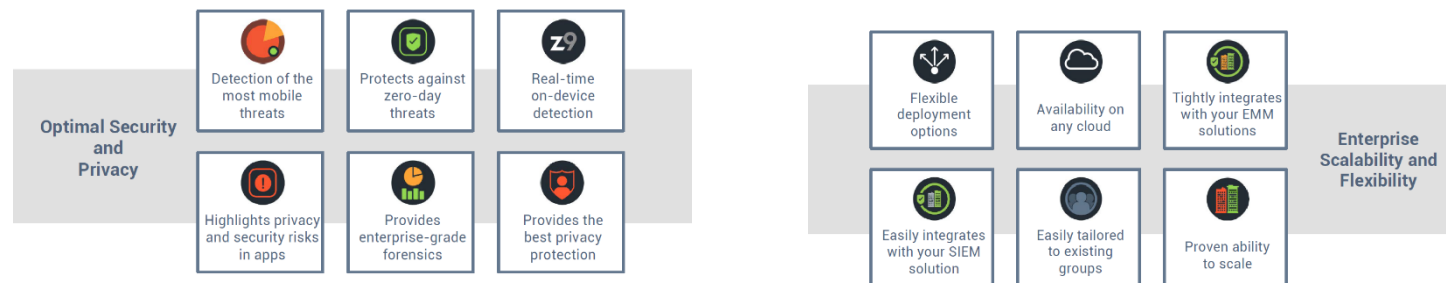 Optimal Security
and
Privacy
Detection of the
most mobile
threats
Protects against
zero-day
threats
z9
Real-time
on-device
detection
Highlights privacy
and security risks
in apps
Provides
enterprise-grade
forensics
Provides the
best privacy
protection
Flexible
deployment
options
Availability on
any cloud
Tightly integrates
with your EMM
solutions
Easily integrates
with your SIEM
solution
Easily tailored
to existing
groups
Proven ability
to scale
Enterprise
Scalability and
Flexibility